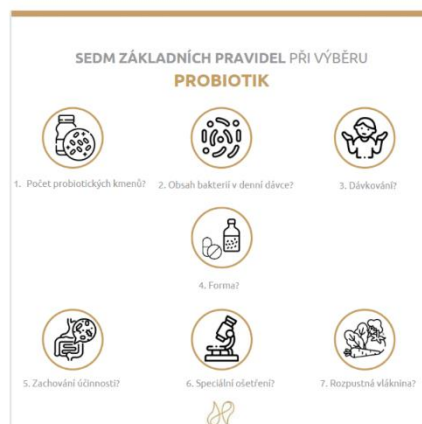 SEDM ZÁKLADNÍCH PRAVIDEL PŘI VÝBĚRU
PROBIOTIK
1. Počet probiotických kmenů?
2. Obsah bakterií v denní dávce?
3. Dávkování?
4. Forma?
5. Zachování účinnosti?
6. Speciální ošetření?
7. Rozpustná vláknina?